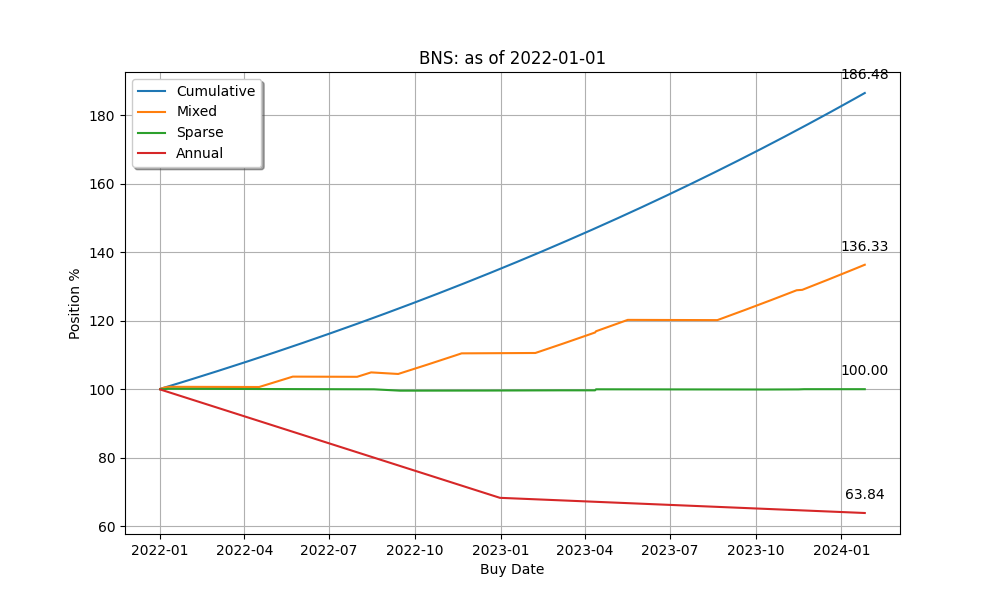 BNS: as of 2022-01-01
186.48
Cumulative
Mixed
Sparse
Annual
180
160
140
120
100
80
60
136.33
100.00
63.84
Position %
2022-01 2022-04 2022-07 2022-10 2023-01 2023-04 2023-07 2023-10 2024-01
Buy Date